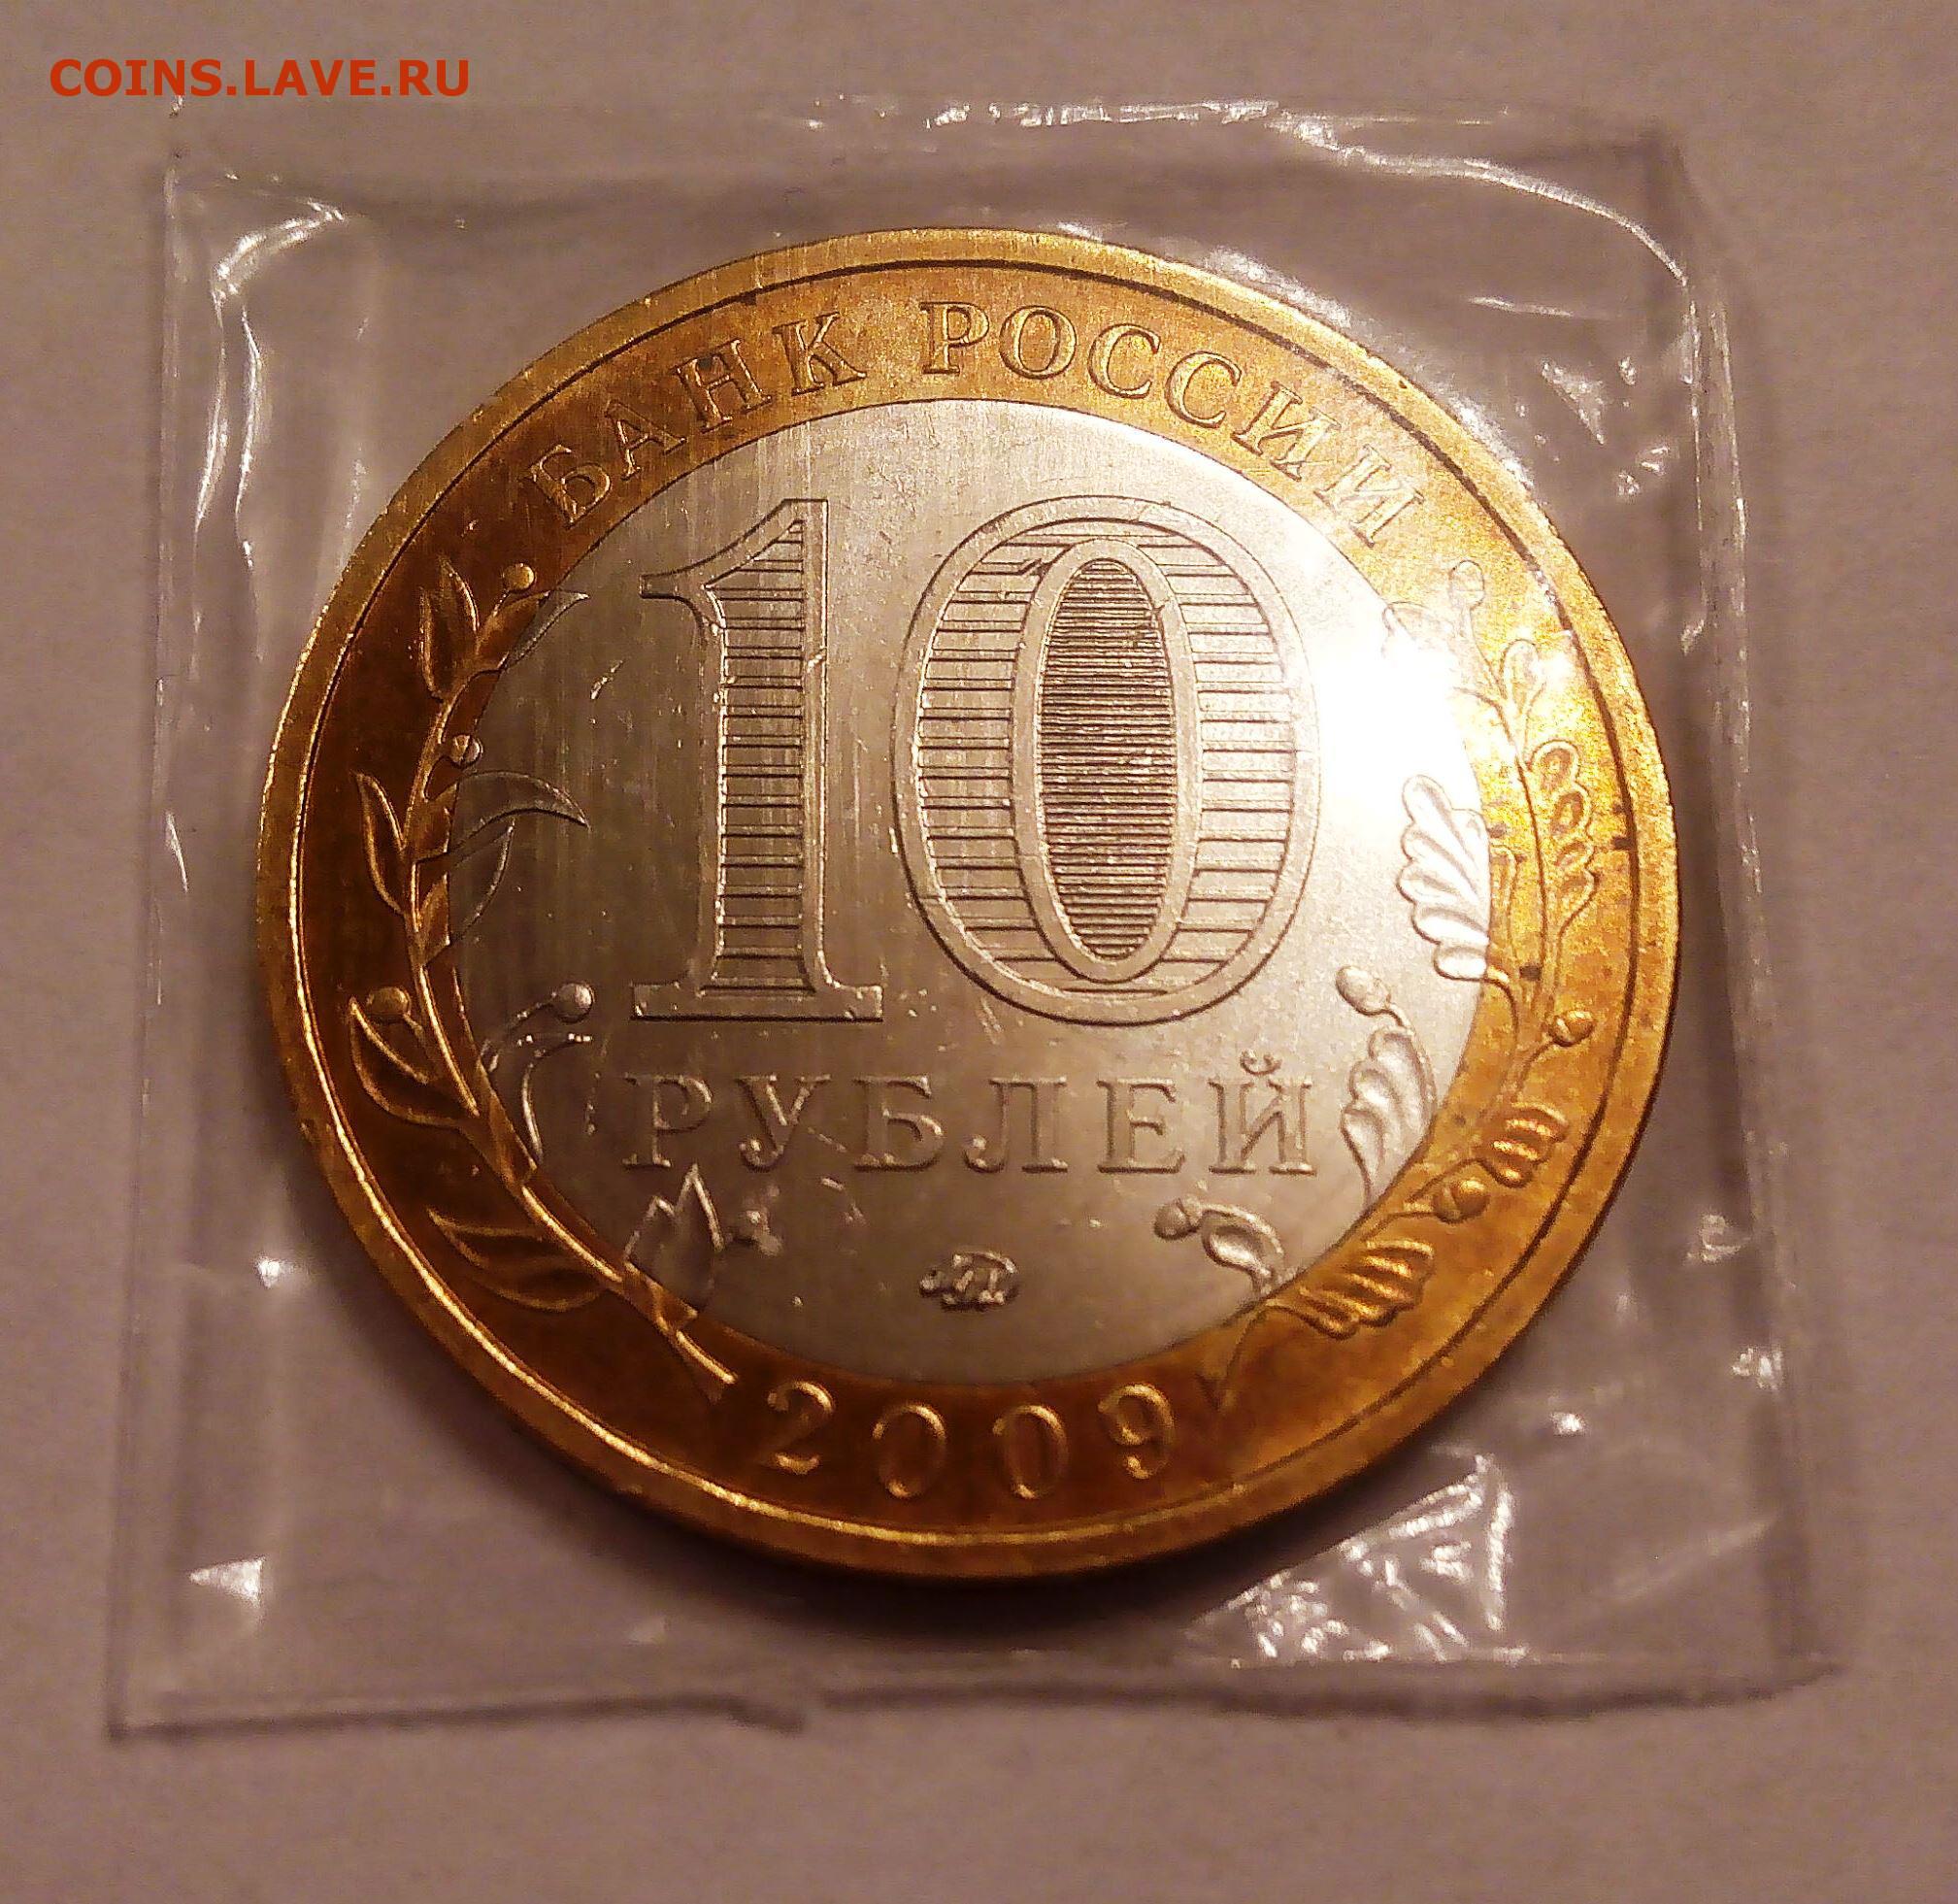 COINS.LAVE.RU
БАНК РОССИИ
10
РУБЛЕЙ
2009